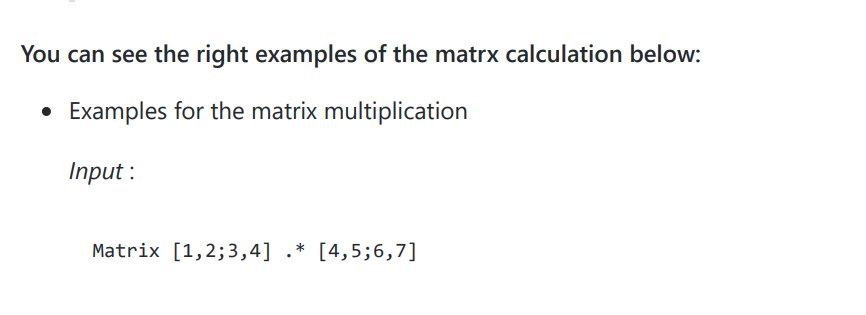 You can see the right examples of the matrx calculation below:
• Examples for the matrix multiplication
Input :
Matrix [1,2;3,4] .* [4,5;6,7]